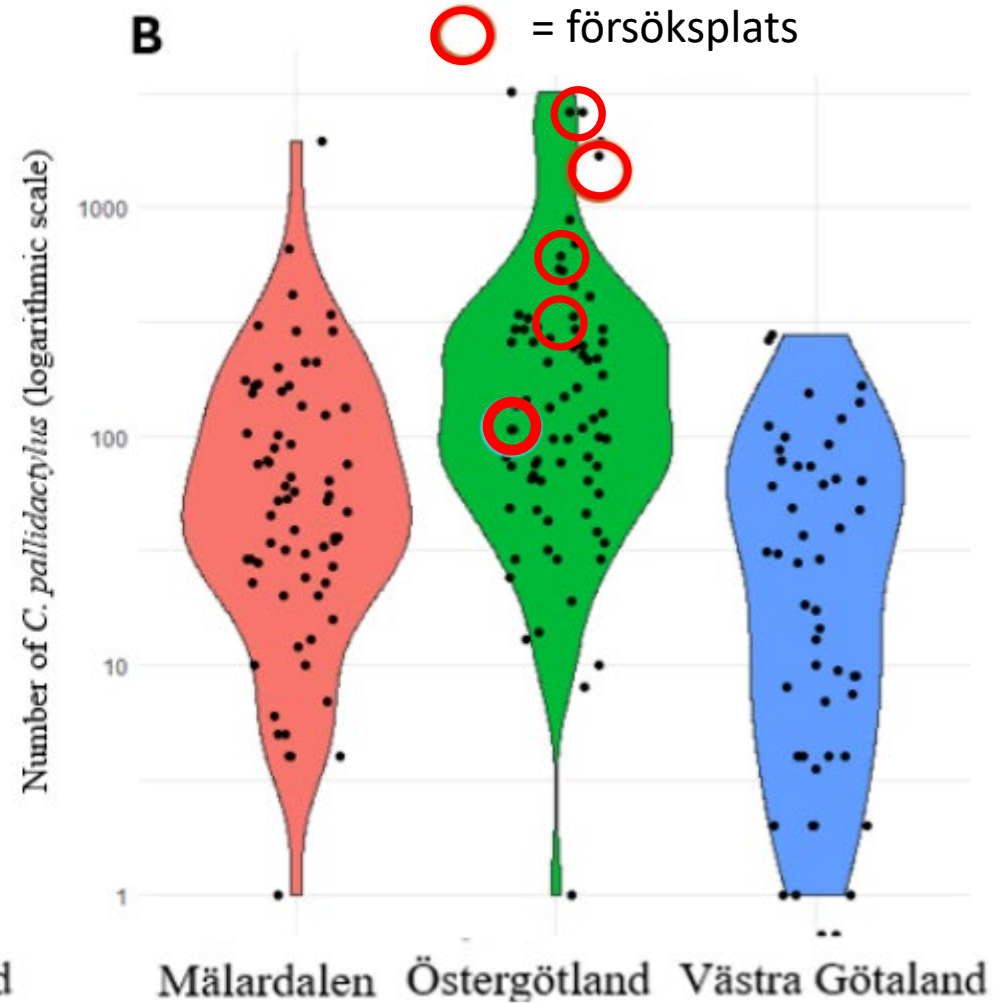 B
= försöksplats
Number of C. pallidactylus (logarithmic scale)
1000
100
10
1
d
Mälardalen
Östergötland
Västra Götaland